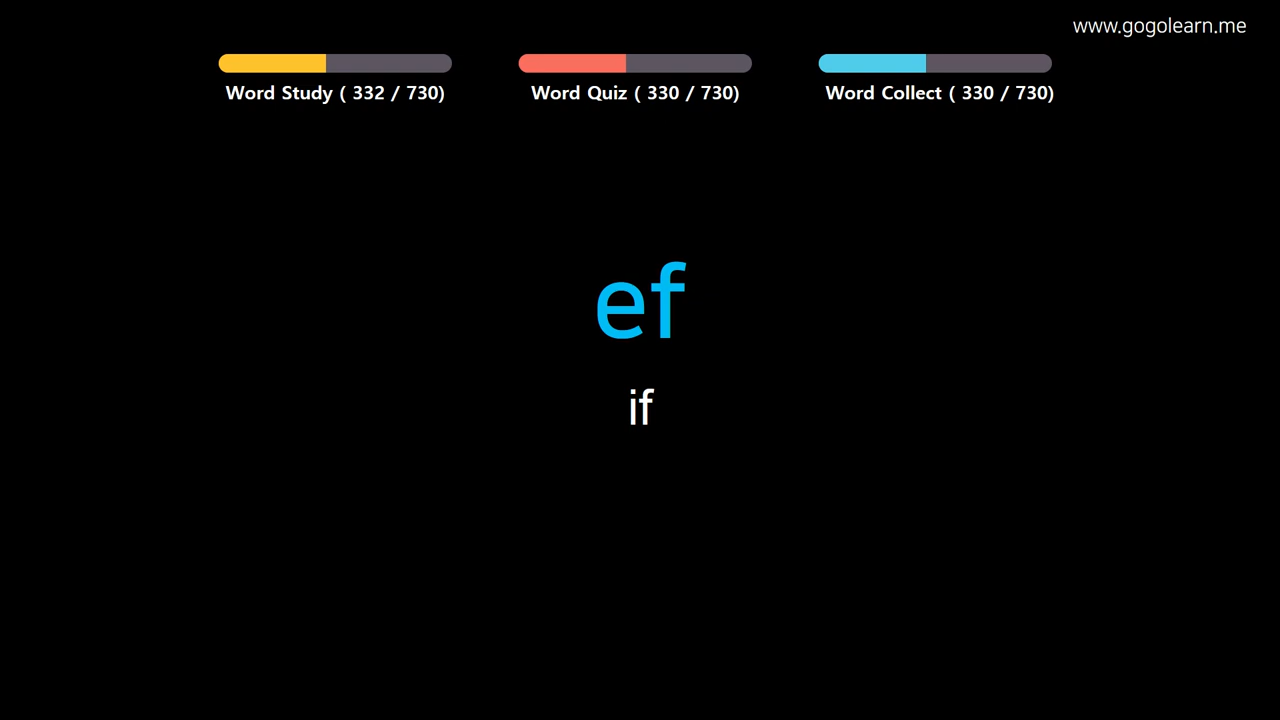 www.gogolearn.me
Word Study ( 332 / 730)
Word Quiz ( 330 / 730)
Word Collect ( 330 / 730)
ef
if